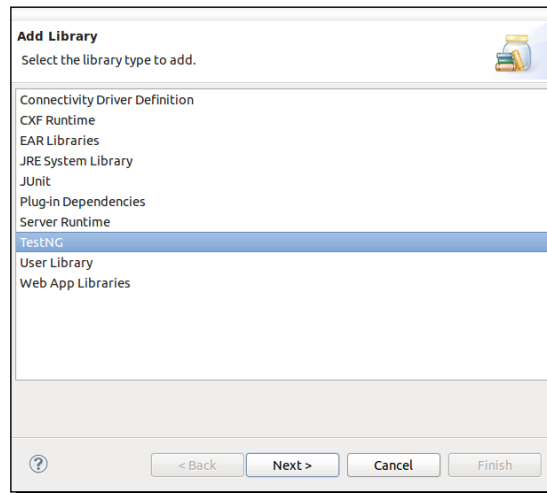 Add Library
Select the library type to add.
Connectivity Driver Definition
CXF Runtime
EAR Libraries
JRE System Library
JUnit
Plug-in Dependencies
Server Runtime
TestNG
User Library
Web App Libraries
? < Back Next > Cancel Finish